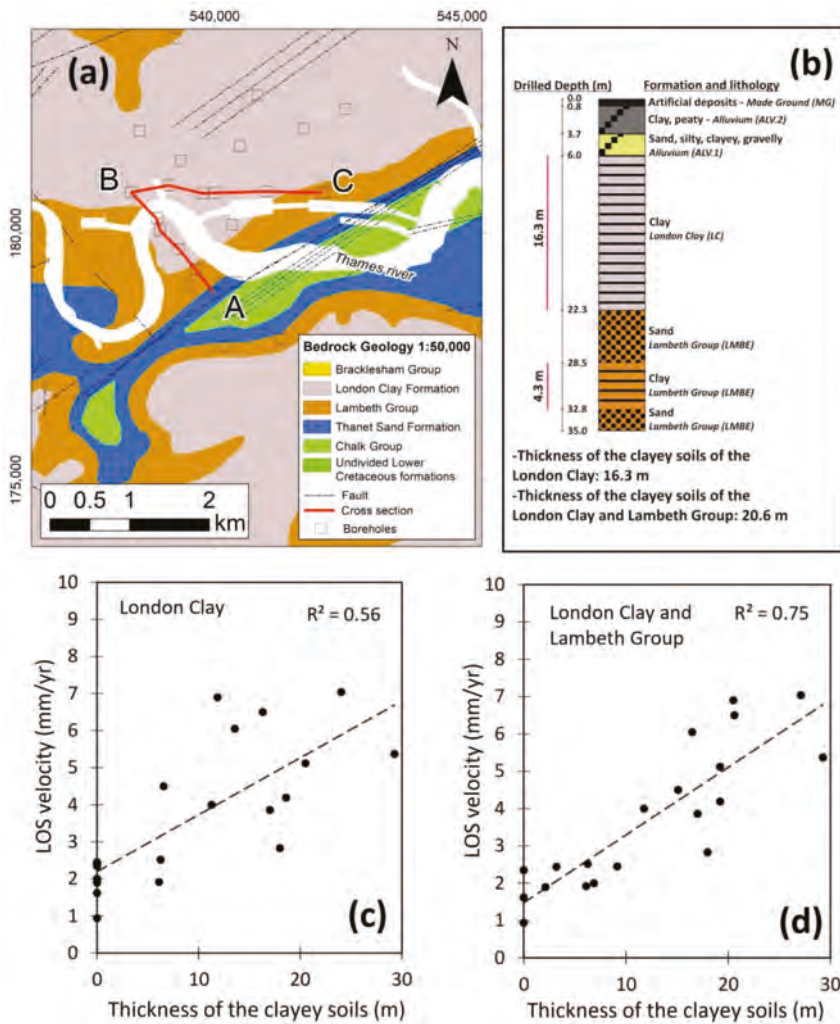 540,000
545,000
(a)
N
B
C
A
180,000
175,000
Thames river
Bedrock Geology 1:50,000
Bracklesham Group
London Clay Formation
Lambeth Group
Thanet Sand Formation
Chalk Group
Undivided Lower
Cretaceous formations
Fault
Cross section
Boreholes
0 0.5 1 2
km
(b)
Drilled Depth (m) Formation and lithology
0.0
0.8
3.7
6.0
22.3
28.5
32.8
35.0
16.3 m
4.3 m
Artificial deposits - Made Ground (MG)
Clay, peaty - Alluvium (ALV.2)
Sand, silty, clayey, gravelly
Alluvium (ALV.1)
Clay
London Clay (LC)
Sand
Lambeth Group (LMBE)
Clay
Lambeth Group (LMBE)
Sand
Lambeth Group (LMBE)
-Thickness of the clayey soils of the
London Clay: 16.3 m
-Thickness of the clayey soils of the
London Clay and Lambeth Group: 20.6 m
London Clay
R² = 0.56
LOS velocity (mm/yr)
10
9
8
7
6
5
4
3
2
1
0
0 10 20 30
Thickness of the clayey soils (m)
(c)
London Clay and
Lambeth Group
R² = 0.75
LOS velocity (mm/yr)
10
9
8
7
6
5
4
3
2
1
0
0 10 20 30
Thickness of the clayey soils (m)
(d)